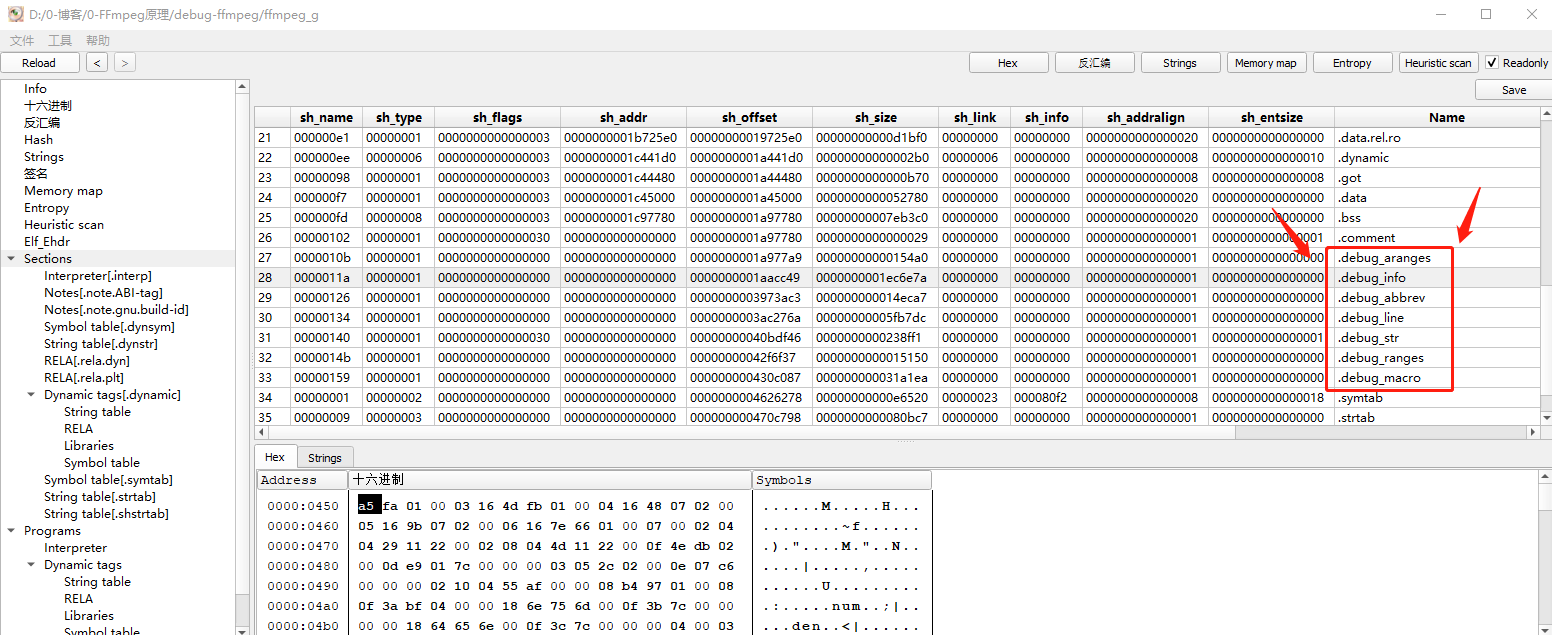 D:/0-博客/0-FFmpeg原理/debug-ffmpeg/ffmpeg_g
文件 工具 帮助
Reload < > Hex 反汇编 Strings Memory map Entropy Heuristic scan Readonly
Save
Info
十六进制
反汇编
Hash
Strings
签名
Memory map
Entropy
Heuristic scan
Elf_Ehdr
Sections
Interpreter[.interp]
Notes[.note.ABI-tag]
Notes[.note.gnu.build-id]
Symbol table[.dynsym]
String table[.dynstr]
RELA[.rela.dyn]
RELA[.rela.plt]
Dynamic tags[.dynamic]
String table
RELA
Libraries
Symbol table
Symbol table[.symtab]
String table[.strtab]
String table[.shstrtab]
Programs
Interpreter
Dynamic tags
String table
RELA
Libraries
Symbol table
sh_name sh_type sh_flags sh_addr sh_offset sh_size sh_link sh_info sh_addralign sh_entsize Name
21 000000e1 00000001 0000000000000003 0000000001b725e0 00000000019725e0 00000000000d1bf0 00000000 00000000 0000000000000020 0000000000000000 .data.rel.ro
22 000000ee 00000006 0000000000000003 0000000001c441d0 0000000001a441d0 00000000000002b0 00000006 00000000 0000000000000008 0000000000000010 .dynamic
23 00000098 00000001 0000000000000003 0000000001c44480 0000000001a44480 0000000000000b70 00000000 00000000 0000000000000008 0000000000000008 .got
24 000000f7 00000001 0000000000000003 0000000001c45000 0000000001a45000 0000000000052780 00000000 00000000 0000000000000020 0000000000000000 .data
25 000000fd 00000008 0000000000000003 0000000001c97780 0000000001a97780 00000000007eb3c0 00000000 00000000 0000000000000020 0000000000000000 .bss
26 00000102 00000001 0000000000000030 0000000000000000 0000000001a97780 0000000000000029 00000000 00000000 0000000000000001 0000000000000001 .comment
27 0000010b 00000001 0000000000000000 0000000000000000 0000000001a977a9 00000000000154a0 00000000 00000000 0000000000000001 0000000000000000 .debug_aranges
28 0000011a 00000001 0000000000000000 0000000000000000 0000000001aacc49 0000000001ec6e7a 00000000 00000000 0000000000000001 0000000000000000 .debug_info
29 00000126 00000001 0000000000000000 0000000000000000 0000000003973ac3 000000000014eca7 00000000 00000000 0000000000000001 0000000000000000 .debug_abbrev
30 00000134 00000001 0000000000000000 0000000000000000 0000000003ac276a 00000000005fb7dc 00000000 00000000 0000000000000001 0000000000000000 .debug_line
31 00000140 00000001 0000000000000030 0000000000000000 00000000040bdf46 0000000000238ff1 00000000 00000000 0000000000000001 0000000000000001 .debug_str
32 0000014b 00000001 0000000000000000 0000000000000000 00000000042f6f37 0000000000015150 00000000 00000000 0000000000000001 0000000000000000 .debug_ranges
33 00000159 00000001 0000000000000000 0000000000000000 000000000430c087 000000000031a1ea 00000000 00000000 0000000000000001 0000000000000000 .debug_macro
34 00000001 00000002 0000000000000000 0000000000000000 0000000004626278 00000000000e6520 00000023 000080f2 0000000000000008 0000000000000018 .symtab
35 00000009 00000003 0000000000000000 0000000000000000 000000000470c798 0000000000080bc7 00000000 00000000 0000000000000001 0000000000000000 .strtab
Hex Strings
Address 十六进制 Symbols
0000:0450 a5 fa 01 00 03 16 4d fb 01 00 04 16 48 07 02 00 ......M.....H...
0000:0460 05 16 9b 07 02 00 06 16 7e 66 01 00 07 00 02 04 ........~f......
0000:0470 04 29 11 22 00 02 08 04 4d 11 22 00 0f 4e db 02 .)."....M."..N..
0000:0480 00 0d e9 01 7c 00 00 00 03 05 2c 02 00 0e 07 c6 ....|.....,.....
0000:0490 00 00 00 02 10 04 55 af 00 00 08 b4 97 01 00 08 ......U.........
0000:04a0 0f 3a bf 04 00 00 18 6e 75 6d 00 0f 3b 7c 00 00 .:.....num..;|..
0000:04b0 00 00 18 64 65 6e 00 0f 3c 7c 00 00 00 04 00 03 ...den..<|......